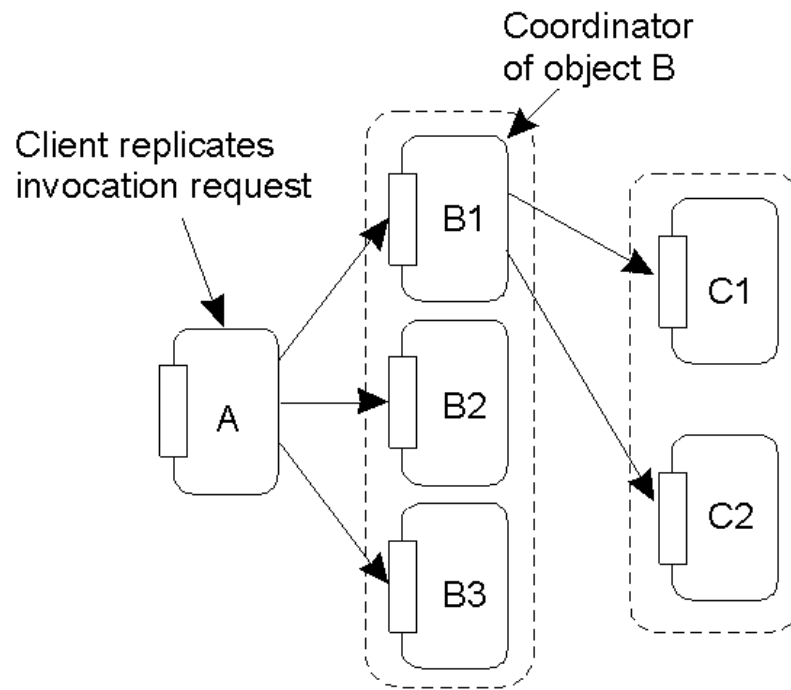 Coordinator
of object B
Client replicates
invocation request
A
B1
B2
B3
C1
C2